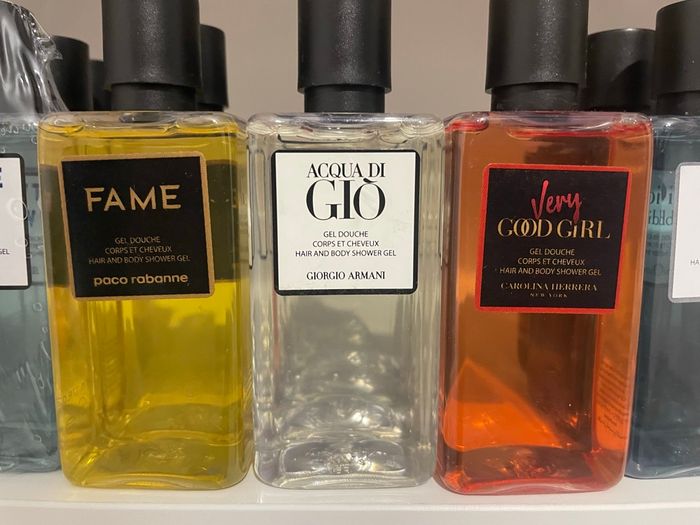 FAME
GEL DOUCHE
CORPS ET CHEVEUX
HAIR AND BODY SHOWER GEL
paco rabanne
ACQUA DI
GIÒ
GEL DOUCHE
CORPS ET CHEVEUX
HAIR AND BODY SHOWER GEL
GIORGIO ARMANI
Very
GOOD GiRL
GEL DOUCHE
CORPS ET CHEVEUX
HAIR AND BODY SHOWER GEL
CAROLINA HERRERA
NEW YORK
GEL